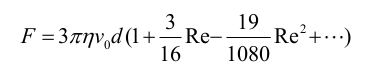 F = 3πηv₀d(1 + 3/16 Re − 19/1080 Re² + ⋯)